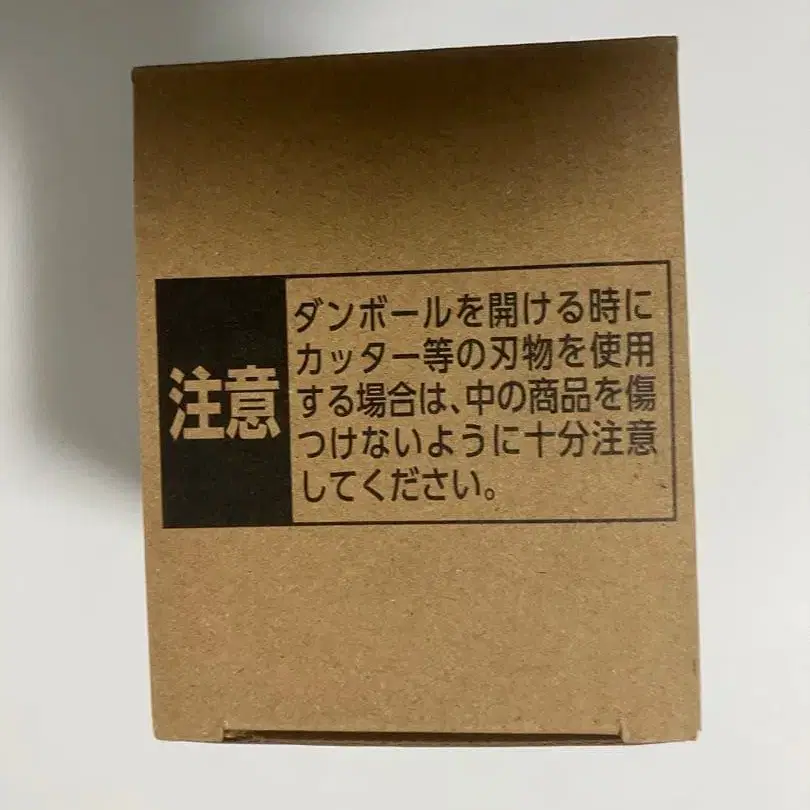 注意
ダンボールを開ける時に
カッター等の刃物を使用
する場合は、中の商品を傷
つけないように十分注意
してください。